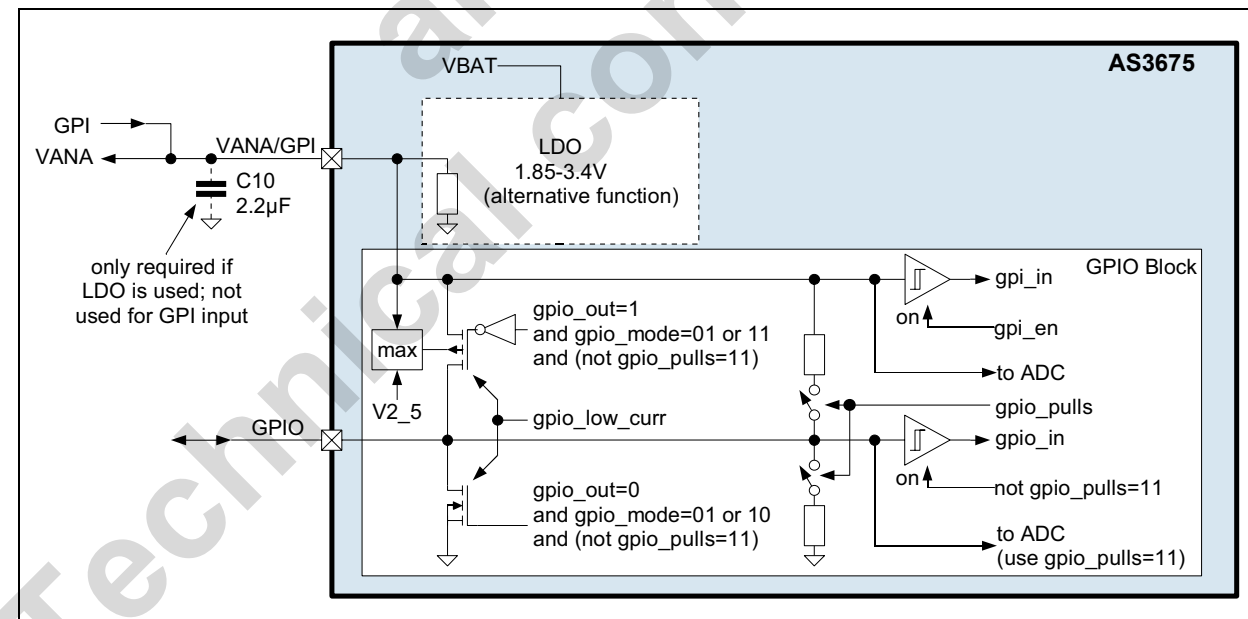 AS3675
VBAT
GPI
VANA
VANA/GPI
C10
2.2µF
LDO
1.85-3.4V
(alternative function)
only required if
LDO is used; not
used for GPI input
GPIO Block
gpi_in
on
gpi_en
gpio_out=1
and gpio_mode=01 or 11
and (not gpio_pulls=11)
max
to ADC
V2_5
gpio_pulls
GPIO
gpio_low_curr
gpio_in
on
not gpio_pulls=11
gpio_out=0
and gpio_mode=01 or 10
and (not gpio_pulls=11)
to ADC
(use gpio_pulls=11)
Technical